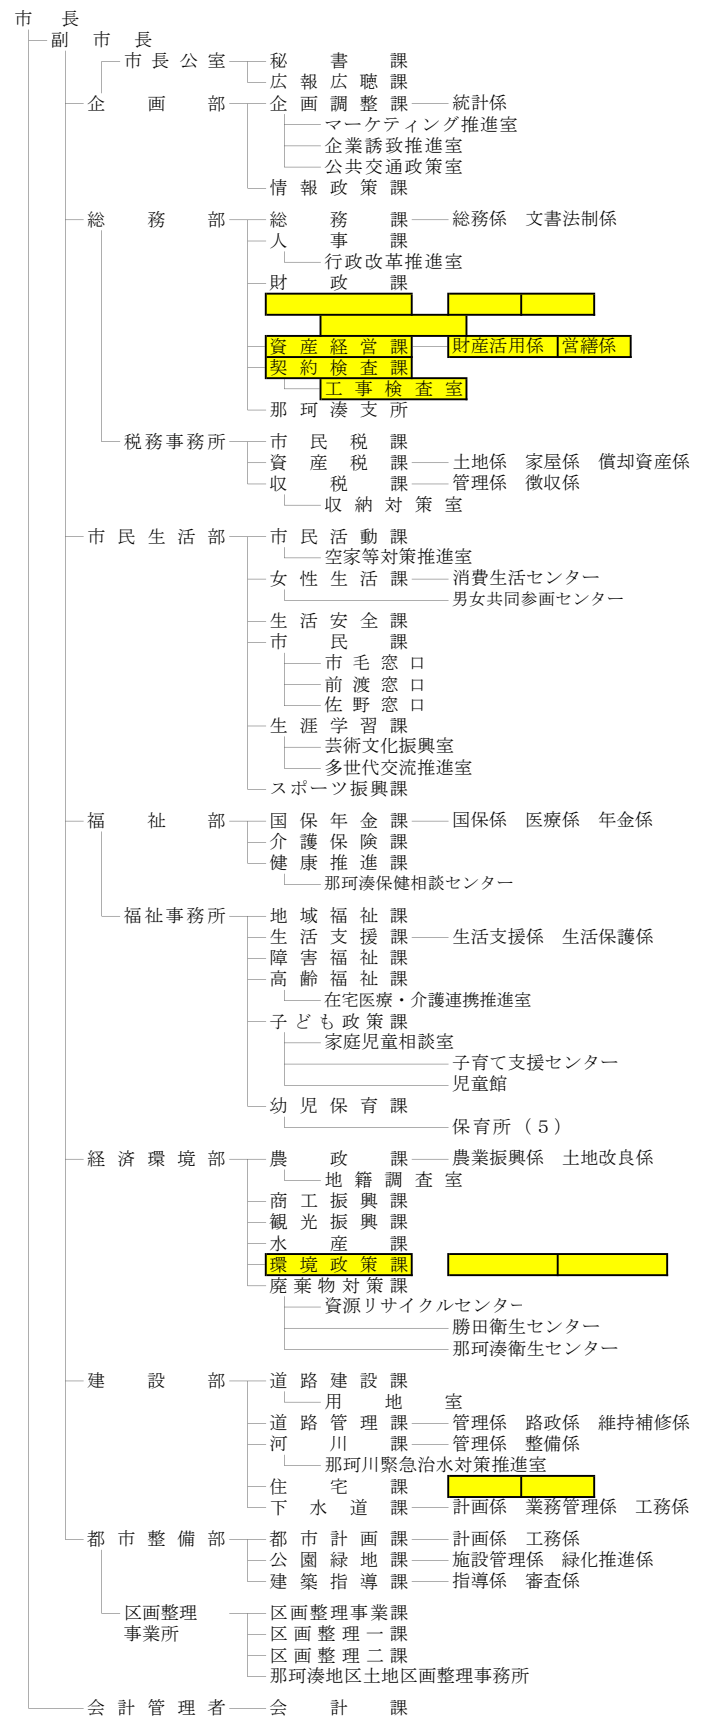 市長
副市長
市長公室 秘書課
広報広聴課
企画部 企画調整課 統計係
マーケティング推進室
企業誘致推進室
公共交通政策室
情報政策課
総務部 総務課 総務係 文書法制係
人事課
行政改革推進室
財政課
資産経営課 財産活用係 営繕係
契約検査課
工事検査室
那珂湊支所
税務事務所 市民税課
資産税課 土地係 家屋係 償却資産係
収税課 管理係 徴収係
収納対策室
市民生活部 市民活動課
空家等対策推進室
女性生活課 消費生活センター
男女共同参画センター
生活安全課
市民課
市毛窓口
前渡窓口
佐野窓口
生涯学習課
芸術文化振興室
多世代交流推進室
スポーツ振興課
福祉部 国保年金課 国保係 医療係 年金係
介護保険課
健康推進課
那珂湊保健相談センター
福祉事務所 地域福祉課
生活支援課 生活支援係 生活保護係
障害福祉課
高齢福祉課
在宅医療・介護連携推進室
子ども政策課
家庭児童相談室
子育て支援センター
児童館
幼児保育課
保育所(5)
経済環境部 農政課 農業振興係 土地改良係
地籍調査室
商工振興課
観光振興課
水産課
環境政策課
廃棄物対策課
資源リサイクルセンター
勝田衛生センター
那珂湊衛生センター
建設部 道路建設課
用地室
道路管理課 管理係 路政係 維持補修係
河川課 管理係 整備係
那珂川緊急治水対策推進室
住宅課
下水道課 計画係 業務管理係 工務係
都市整備部 都市計画課 計画係 工務係
公園緑地課 施設管理係 緑化推進係
建築指導課 指導係 審査係
区画整理 区画整理事業課
事業所 区画整理一課
区画整理二課
那珂湊地区土地区画整理事務所
会計管理者 会計課